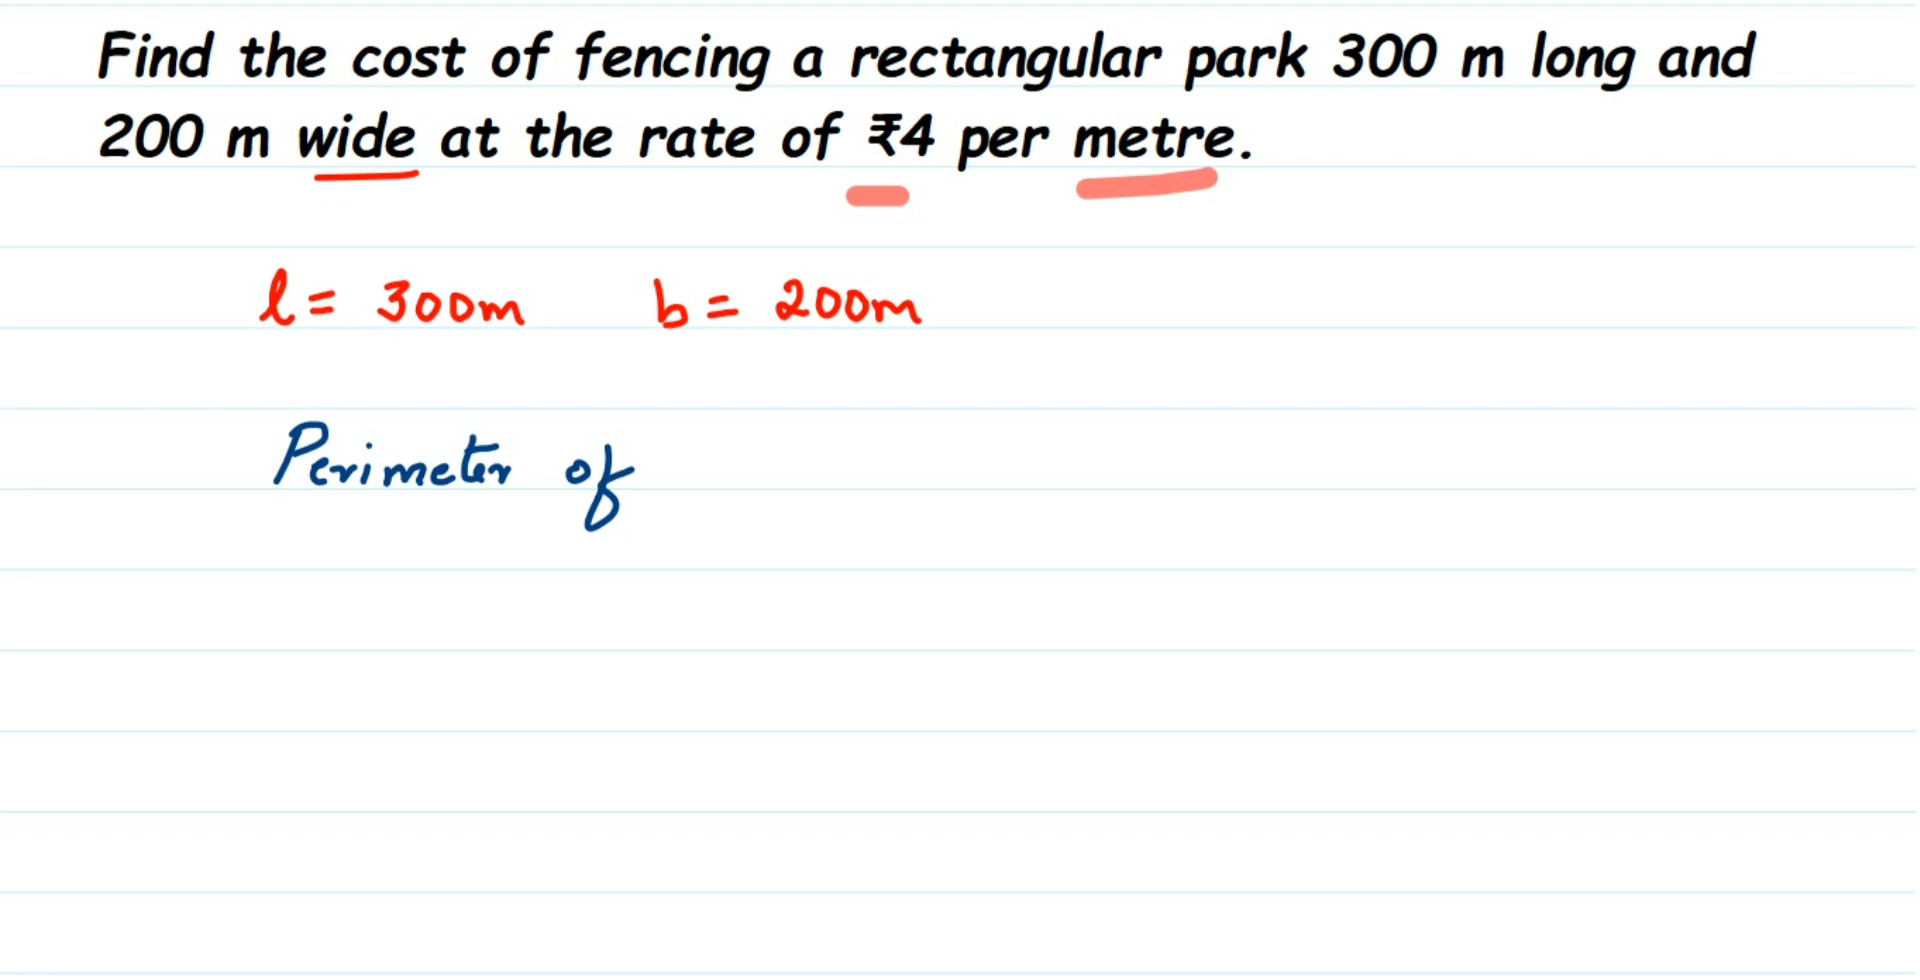 Find the cost of fencing a rectangular park 300 m long and
200 m wide at the rate of ₹4 per metre.
l = 300m b = 200m
Perimeter of